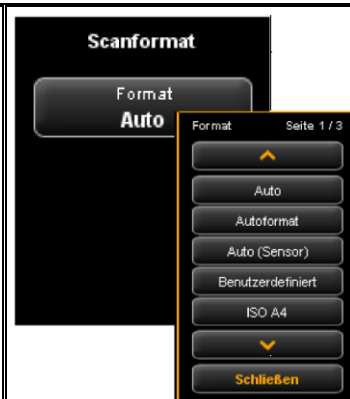 Scanformat
Format
Auto
Format Seite 1 / 3
Auto
Autoformat
Auto (Sensor)
Benutzerdefiniert
ISO A4
Schließen